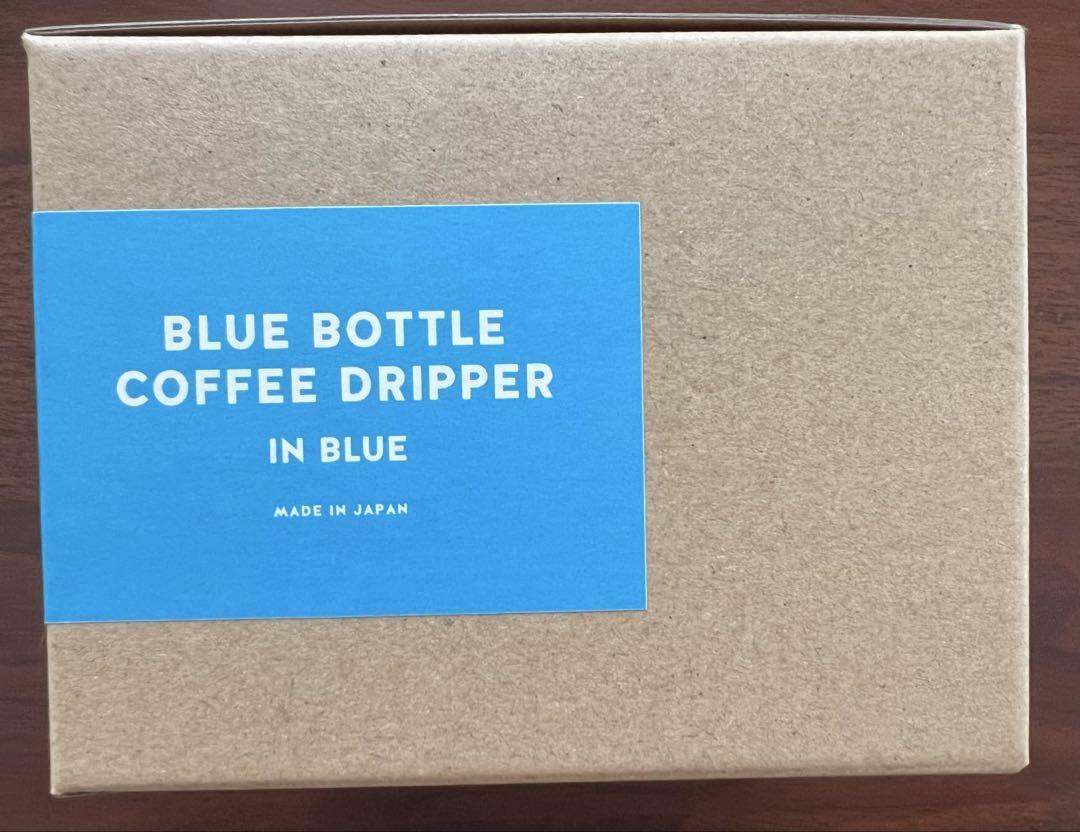 BLUE BOTTLE
COFFEE DRIPPER
IN BLUE
MADE IN JAPAN